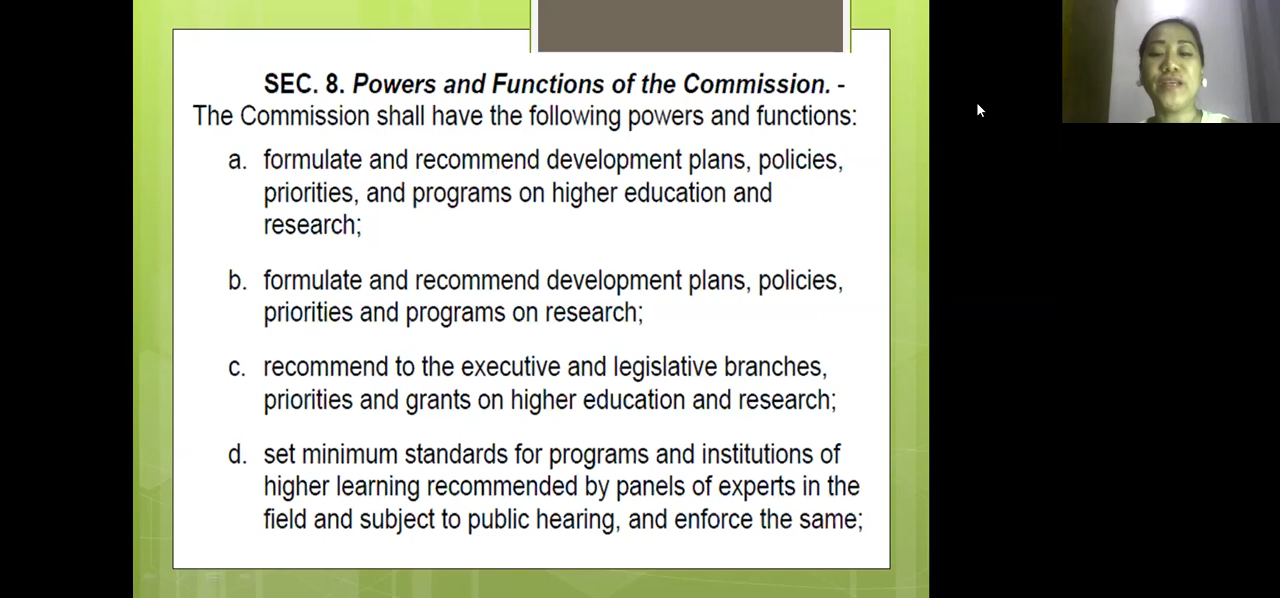 SEC. 8. Powers and Functions of the Commission. -
The Commission shall have the following powers and functions:
a. formulate and recommend development plans, policies,
priorities, and programs on higher education and
research;
b. formulate and recommend development plans, policies,
priorities and programs on research;
c. recommend to the executive and legislative branches,
priorities and grants on higher education and research;
d. set minimum standards for programs and institutions of
higher learning recommended by panels of experts in the
field and subject to public hearing, and enforce the same;